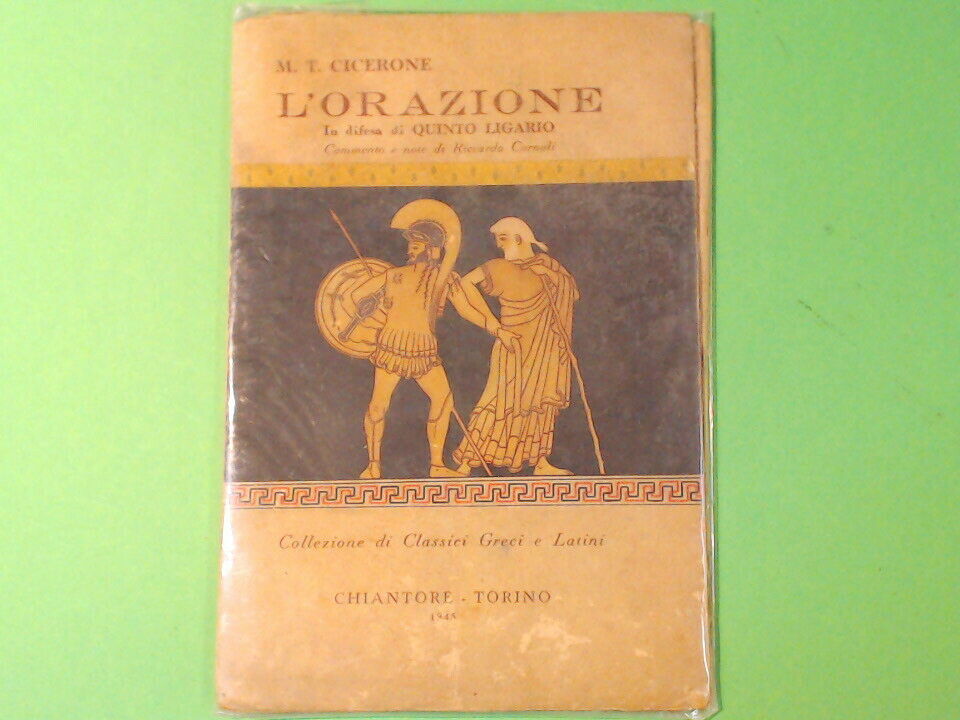 M. T. CICERONE
L'ORAZIONE
In difesa di QUINTO LIGARIO
Commento e note di Riccardo Cornali
Collezione di Classici Greci e Latini
CHIANTORE - TORINO
1945